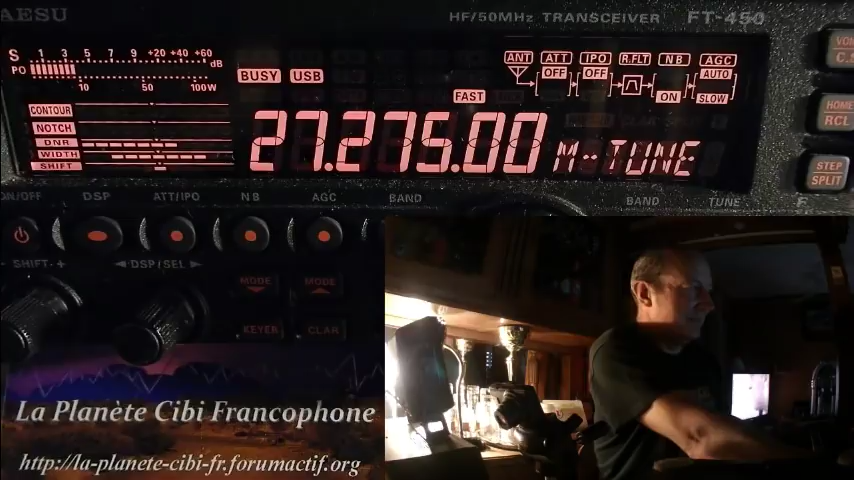 AESU
HF/50MHz TRANSCEIVER FT-450
S 1 3 5 7 9 +20 +40 +60 dB
PO
10 50 100W
BUSY USB
FAST
ANT ATT IPO R.FLT NB AGC
OFF OFF AUTO
ON SLOW
CONTOUR
NOTCH
DNR
WIDTH
SHIFT
27.275.00 M-TUNE
HOME
RCL
STEP
SPLIT
ON/OFF DSP ATT/IPO NB AGC BAND BAND TUNE
- SHIFT + ◄DSP/SEL►
MODE MODE
KEYER CLAR
La Planète Cibi Francophone
http://la-planete-cibi-fr.forumactif.org